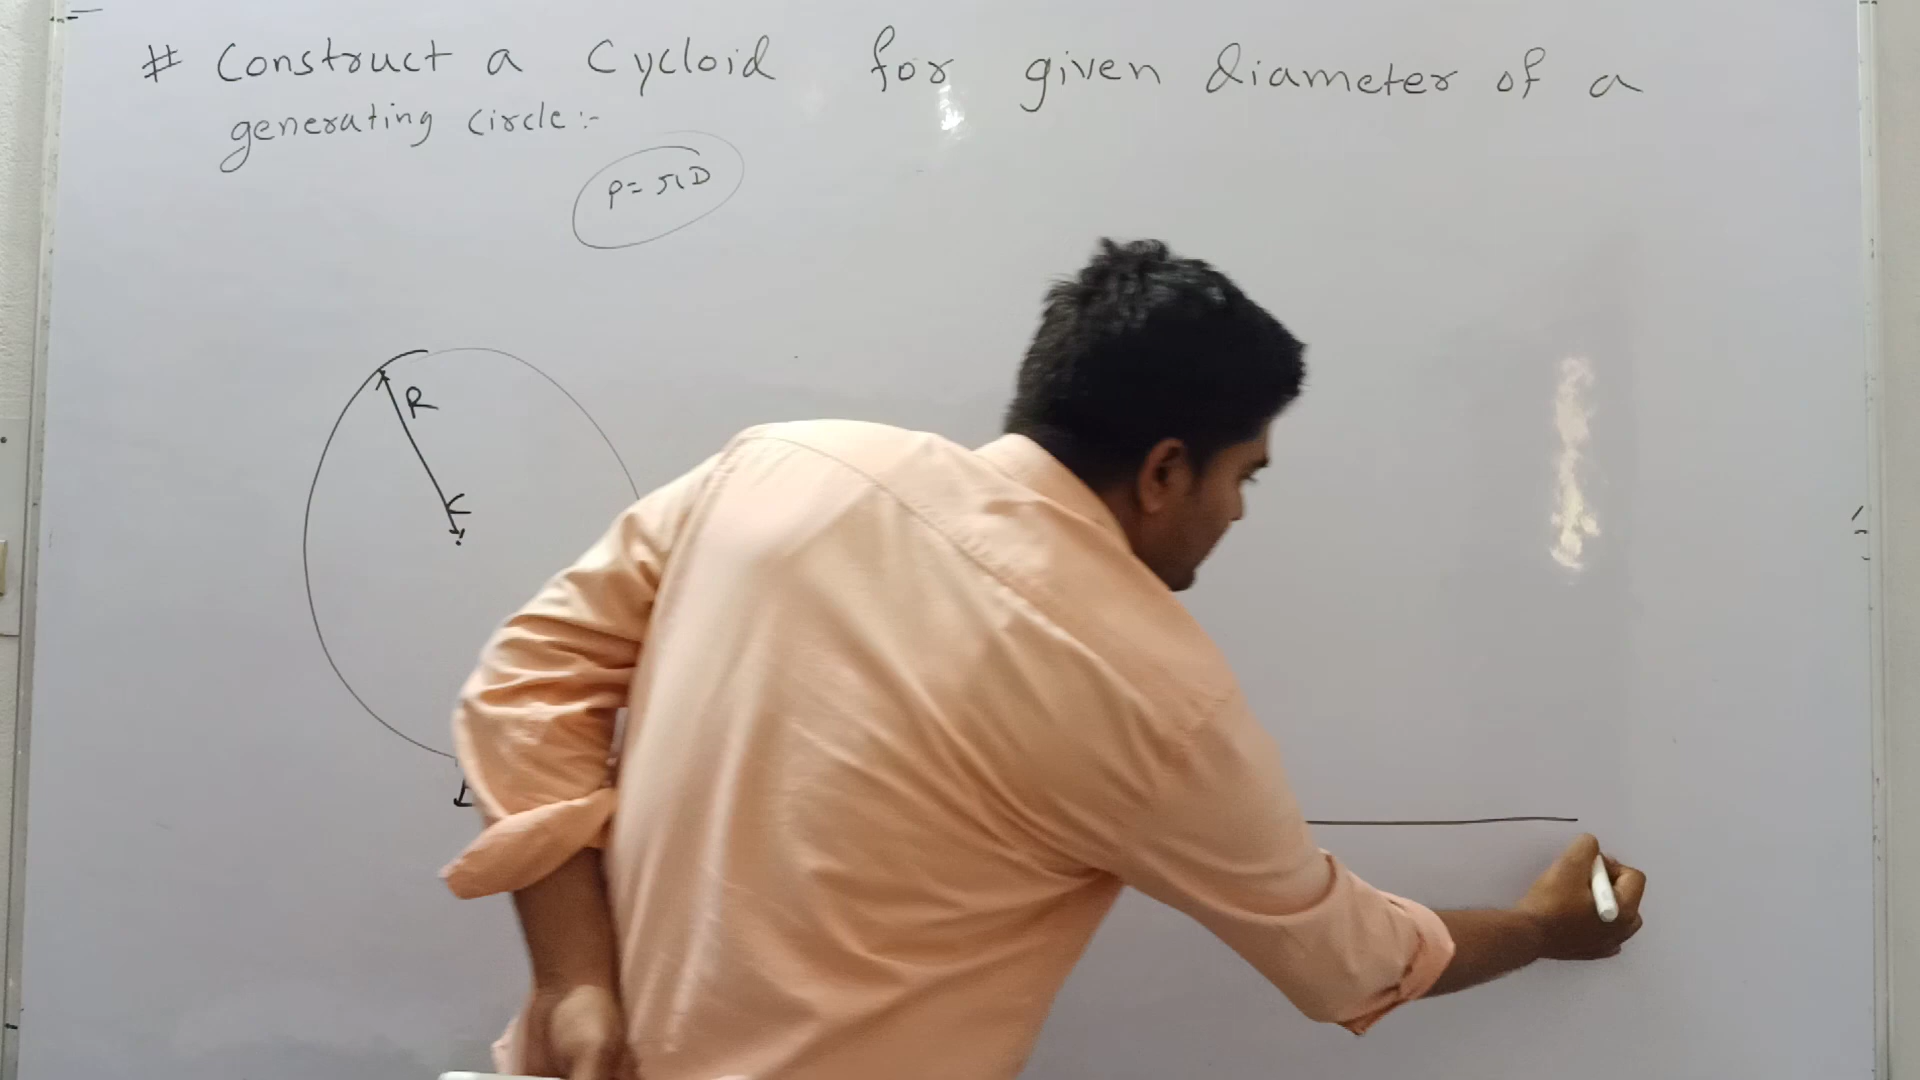 # Construct a Cycloid for given diameter of a
generating circle :-
P = πD
R
C